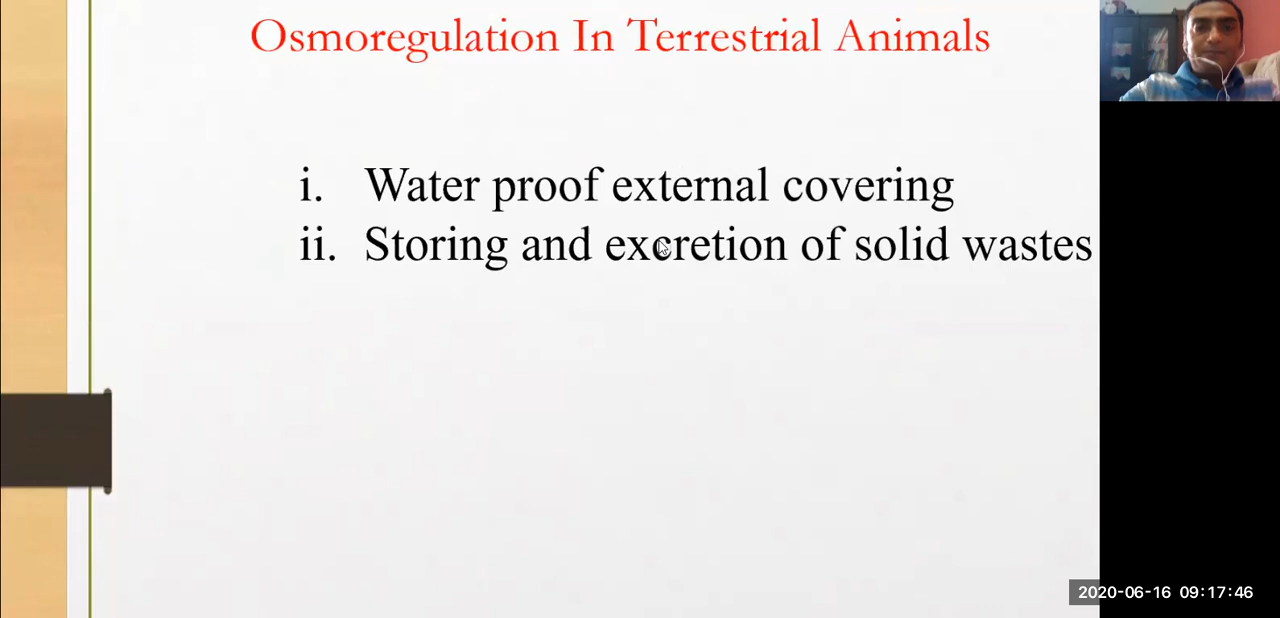 Osmoregulation In Terrestrial Animals
i. Water proof external covering
ii. Storing and excretion of solid wastes
2020-06-16 09:17:46